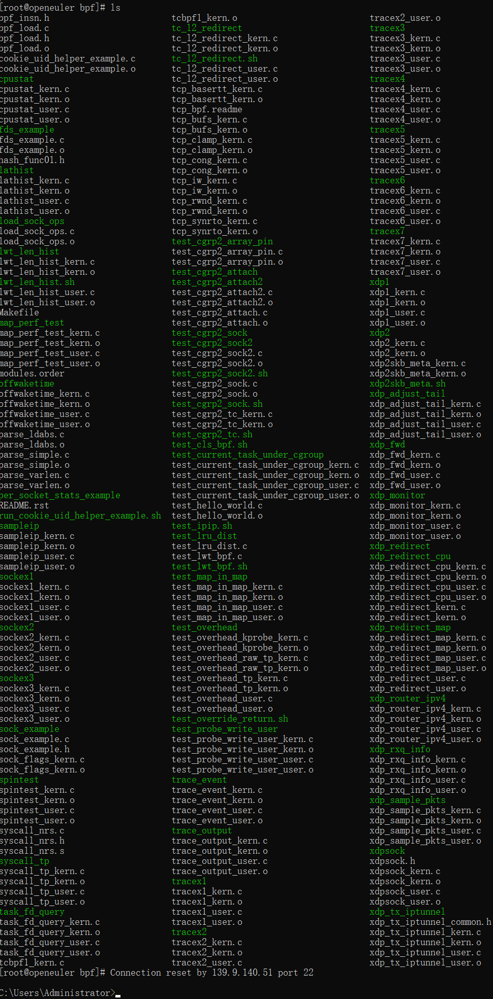 [root@openeuler bpf]# ls
bpf_insn.h tcbpf1_kern.o tracex2_user.o
bpf_load.c tc_l2_redirect tracex3
bpf_load.h tc_l2_redirect_kern.c tracex3_kern.c
bpf_load.o tc_l2_redirect_kern.o tracex3_kern.o
cookie_uid_helper_example.c tc_l2_redirect.sh tracex3_user.c
cookie_uid_helper_example.o tc_l2_redirect_user.c tracex3_user.o
cpustat tc_l2_redirect_user.o tracex4
cpustat_kern.c tcp_basertt_kern.c tracex4_kern.c
cpustat_kern.o tcp_basertt_kern.o tracex4_kern.o
cpustat_user.c tcp_bpf.readme tracex4_user.c
cpustat_user.o tcp_bufs_kern.c tracex4_user.o
fds_example tcp_bufs_kern.o tracex5
fds_example.c tcp_clamp_kern.c tracex5_kern.c
fds_example.o tcp_clamp_kern.o tracex5_kern.o
hash_func01.h tcp_cong_kern.c tracex5_user.c
lathist tcp_cong_kern.o tracex5_user.o
lathist_kern.c tcp_iw_kern.c tracex6
lathist_kern.o tcp_iw_kern.o tracex6_kern.c
lathist_user.c tcp_rwnd_kern.c tracex6_kern.o
lathist_user.o tcp_rwnd_kern.o tracex6_user.c
load_sock_ops tcp_synrto_kern.c tracex6_user.o
load_sock_ops.c tcp_synrto_kern.o tracex7
load_sock_ops.o test_cgrp2_array_pin tracex7_kern.c
lwt_len_hist test_cgrp2_array_pin.c tracex7_kern.o
lwt_len_hist_kern.c test_cgrp2_array_pin.o tracex7_user.c
lwt_len_hist_kern.o test_cgrp2_attach tracex7_user.o
lwt_len_hist.sh test_cgrp2_attach2 xdp1
lwt_len_hist_user.c test_cgrp2_attach2.c xdp1_kern.c
lwt_len_hist_user.o test_cgrp2_attach2.o xdp1_kern.o
Makefile test_cgrp2_attach.c xdp1_user.c
map_perf_test test_cgrp2_attach.o xdp1_user.o
map_perf_test_kern.c test_cgrp2_sock xdp2
map_perf_test_kern.o test_cgrp2_sock2 xdp2_kern.c
map_perf_test_user.c test_cgrp2_sock2.c xdp2_kern.o
map_perf_test_user.o test_cgrp2_sock2.o xdp2skb_meta_kern.c
modules.order test_cgrp2_sock2.sh xdp2skb_meta_kern.o
offwaketime test_cgrp2_sock.c xdp2skb_meta.sh
offwaketime_kern.c test_cgrp2_sock.o xdp_adjust_tail
offwaketime_kern.o test_cgrp2_sock.sh xdp_adjust_tail_kern.c
offwaketime_user.c test_cgrp2_tc_kern.c xdp_adjust_tail_kern.o
offwaketime_user.o test_cgrp2_tc_kern.o xdp_adjust_tail_user.c
parse_ldabs.c test_cgrp2_tc.sh xdp_adjust_tail_user.o
parse_ldabs.o test_cls_bpf.sh xdp_fwd
parse_simple.c test_current_task_under_cgroup xdp_fwd_kern.c
parse_simple.o test_current_task_under_cgroup_kern.c xdp_fwd_kern.o
parse_varlen.c test_current_task_under_cgroup_kern.o xdp_fwd_user.c
parse_varlen.o test_current_task_under_cgroup_user.c xdp_fwd_user.o
per_socket_stats_example test_current_task_under_cgroup_user.o xdp_monitor
README.rst test_hello_world.c xdp_monitor_kern.c
run_cookie_uid_helper_example.sh test_hello_world.o xdp_monitor_kern.o
sampleip test_ipip.sh xdp_monitor_user.c
sampleip_kern.c test_lru_dist xdp_monitor_user.o
sampleip_kern.o test_lru_dist.c xdp_redirect
sampleip_user.c test_lwt_bpf.c xdp_redirect_cpu
sampleip_user.o test_lwt_bpf.sh xdp_redirect_cpu_kern.c
sockex1 test_map_in_map xdp_redirect_cpu_kern.o
sockex1_kern.c test_map_in_map_kern.c xdp_redirect_cpu_user.c
sockex1_kern.o test_map_in_map_kern.o xdp_redirect_cpu_user.o
sockex1_user.c test_map_in_map_user.c xdp_redirect_kern.c
sockex1_user.o test_map_in_map_user.o xdp_redirect_kern.o
sockex2 test_overhead xdp_redirect_map
sockex2_kern.c test_overhead_kprobe_kern.c xdp_redirect_map_kern.c
sockex2_kern.o test_overhead_kprobe_kern.o xdp_redirect_map_kern.o
sockex2_user.c test_overhead_raw_tp_kern.c xdp_redirect_map_user.c
sockex2_user.o test_overhead_raw_tp_kern.o xdp_redirect_map_user.o
sockex3 test_overhead_tp_kern.c xdp_redirect_user.c
sockex3_kern.c test_overhead_tp_kern.o xdp_redirect_user.o
sockex3_kern.o test_overhead_user.c xdp_router_ipv4
sockex3_user.c test_overhead_user.o xdp_router_ipv4_kern.c
sockex3_user.o test_override_return.sh xdp_router_ipv4_kern.o
sock_example test_probe_write_user xdp_router_ipv4_user.c
sock_example.c test_probe_write_user_kern.c xdp_router_ipv4_user.o
sock_example.h test_probe_write_user_kern.o xdp_rxq_info
sock_flags_kern.c test_probe_write_user_user.c xdp_rxq_info_kern.c
sock_flags_kern.o test_probe_write_user_user.o xdp_rxq_info_kern.o
spintest trace_event xdp_rxq_info_user.c
spintest_kern.c trace_event_kern.c xdp_rxq_info_user.o
spintest_kern.o trace_event_kern.o xdp_sample_pkts
spintest_user.c trace_event_user.c xdp_sample_pkts_kern.c
spintest_user.o trace_event_user.o xdp_sample_pkts_kern.o
syscall_nrs.c trace_output xdp_sample_pkts_user.c
syscall_nrs.h trace_output_kern.c xdp_sample_pkts_user.o
syscall_nrs.s trace_output_kern.o xdpsock
syscall_tp trace_output_user.c xdpsock.h
syscall_tp_kern.c trace_output_user.o xdpsock_kern.c
syscall_tp_kern.o tracex1 xdpsock_kern.o
syscall_tp_user.c tracex1_kern.c xdpsock_user.c
syscall_tp_user.o tracex1_kern.o xdpsock_user.o
task_fd_query tracex1_user.c xdp_tx_iptunnel
task_fd_query_kern.c tracex1_user.o xdp_tx_iptunnel_common.h
task_fd_query_kern.o tracex2 xdp_tx_iptunnel_kern.c
task_fd_query_user.c tracex2_kern.c xdp_tx_iptunnel_kern.o
task_fd_query_user.o tracex2_kern.o xdp_tx_iptunnel_user.c
tcbpf1_kern.c tracex2_user.c xdp_tx_iptunnel_user.o
[root@openeuler bpf]# Connection reset by 139.9.140.51 port 22
C:\Users\Administrator>